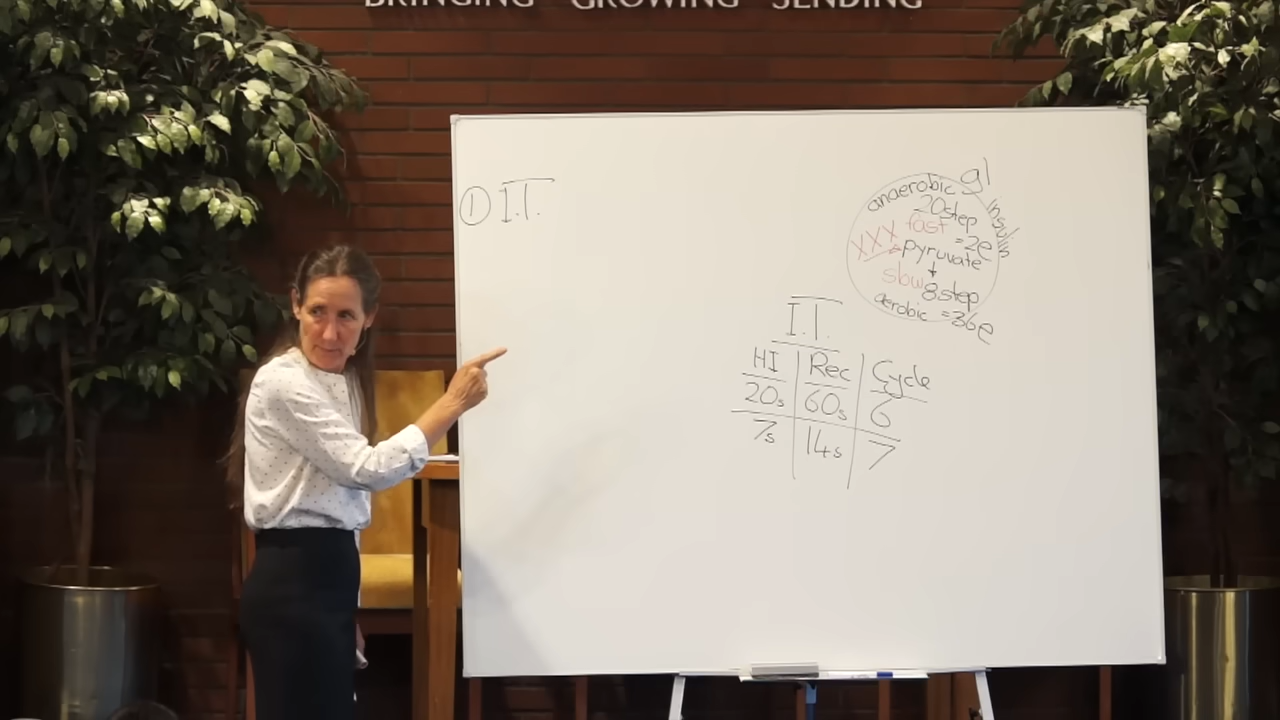 BRINGING GROWING SENDING
① I.T.
gl
Insulis
anaerobic
20step
fast =2e
XXX pyruvate
slow 8step
aerobic =36e
I.T.
HI Rec Cycle
20s 60s 6
7s 14s 7